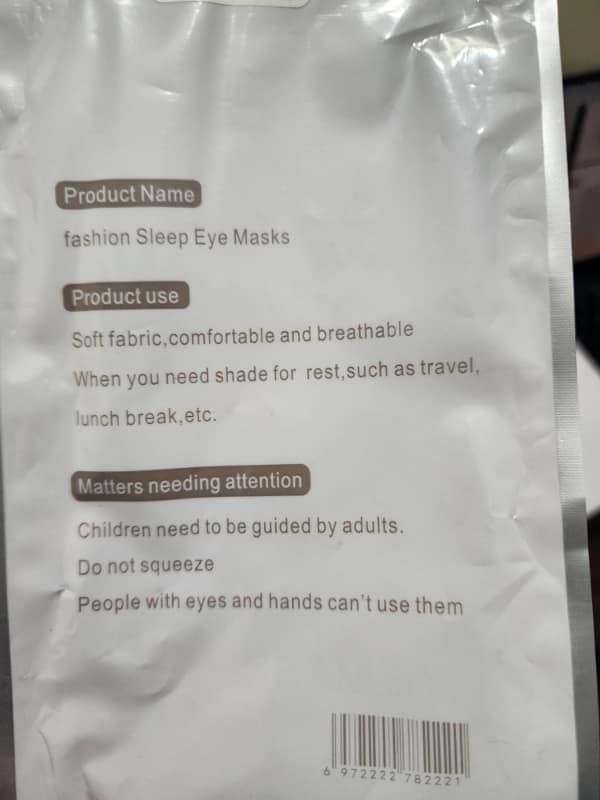 Product Name
fashion Sleep Eye Masks
Product use
Soft fabric,comfortable and breathable
When you need shade for rest,such as travel,
lunch break,etc.
Matters needing attention
Children need to be guided by adults.
Do not squeeze
People with eyes and hands can't use them
6 972222 782221